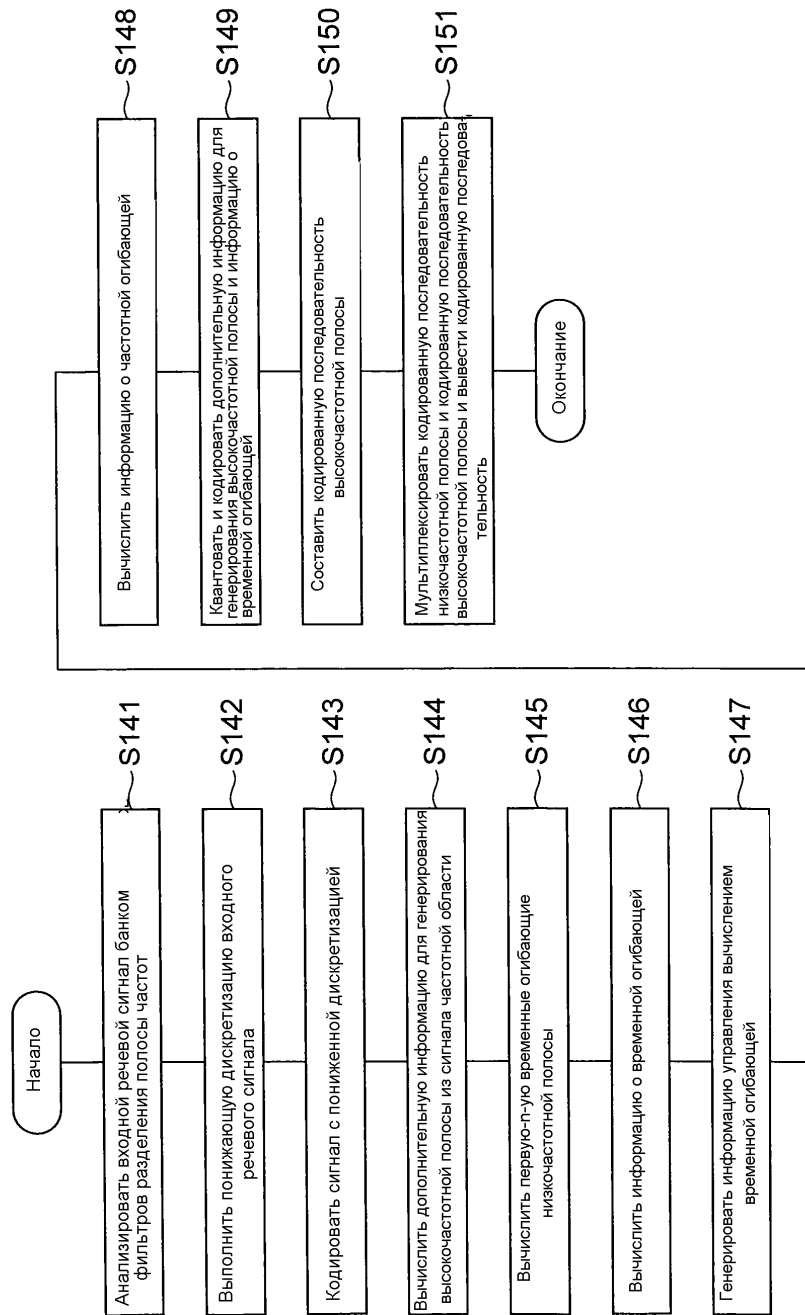 Начало
Анализировать входной речевой сигнал банком
фильтров разделения полосы частот
S141
Выполнить понижающую дискретизацию входного
речевого сигнала
S142
Кодировать сигнал с пониженной дискретизацией
S143
Вычислить дополнительную информацию для генерирования
высокочастотной полосы из сигнала частотной области
S144
Вычислить первую-n-ую временные огибающие
низкочастотной полосы
S145
Вычислить информацию о временной огибающей
S146
Генерировать информацию управления вычислением
временной огибающей
S147
Вычислить информацию о частотной огибающей
S148
Квантовать и кодировать дополнительную информацию для
генерирования высокочастотной полосы и информацию о
временной огибающей
S149
Составить кодированную последовательность
высокочастотной полосы
S150
Мультиплексировать кодированную последовательность
низкочастотной полосы и кодированную последовательность
высокочастотной полосы и вывести кодированную последова-
тельность
S151
Окончание